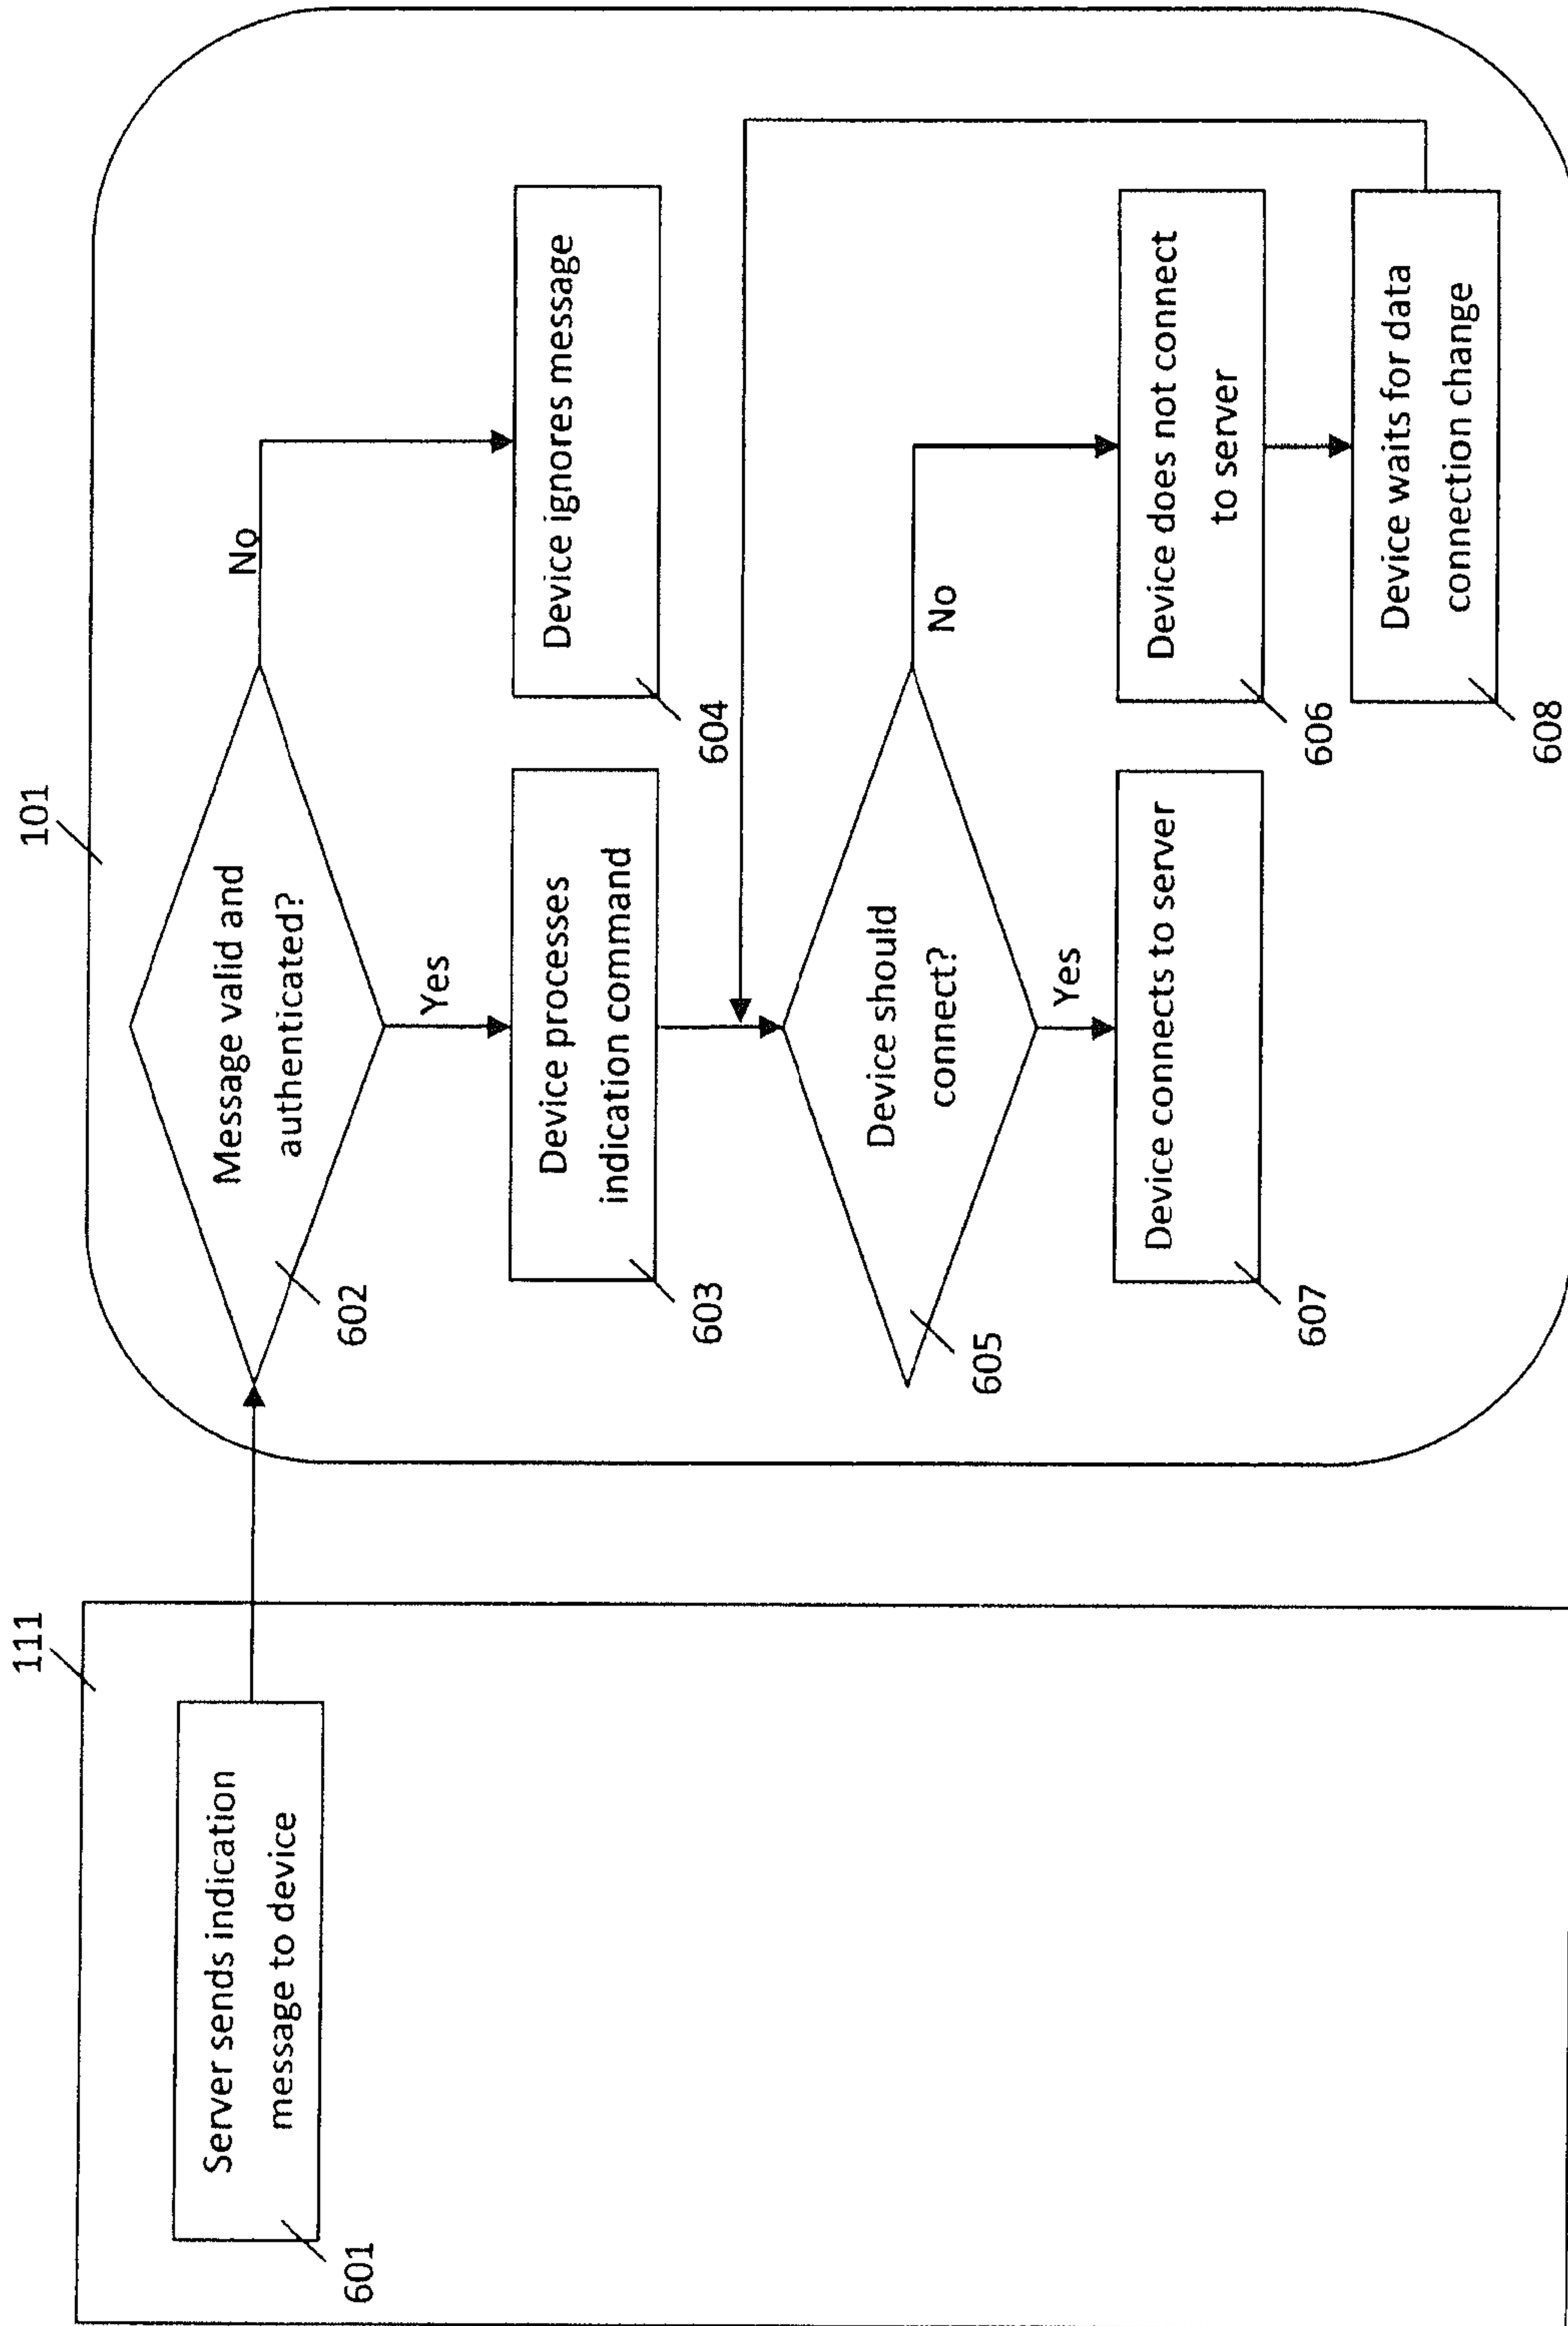 111
101
Server sends indication
message to device
601
Message valid and
authenticated?
602
No
Yes
Device processes
indication command
603
Device ignores message
604
Device should
connect?
605
No
Yes
Device connects to server
607
Device does not connect
to server
606
Device waits for data
connection change
608